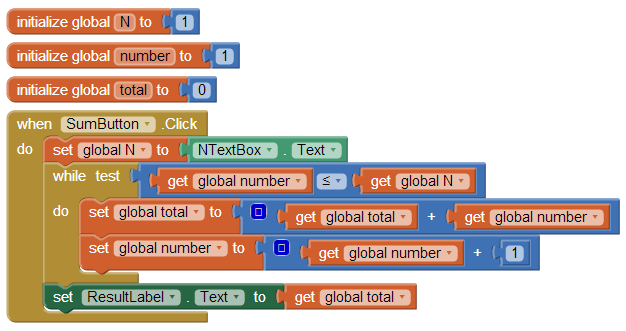 initialize global N to 1
initialize global number to 1
initialize global total to 0
when SumButton .Click
do set global N to NTextBox . Text
while test get global number ≤ get global N
do set global total to get global total + get global number
set global number to get global number + 1
set ResultLabel . Text to get global total